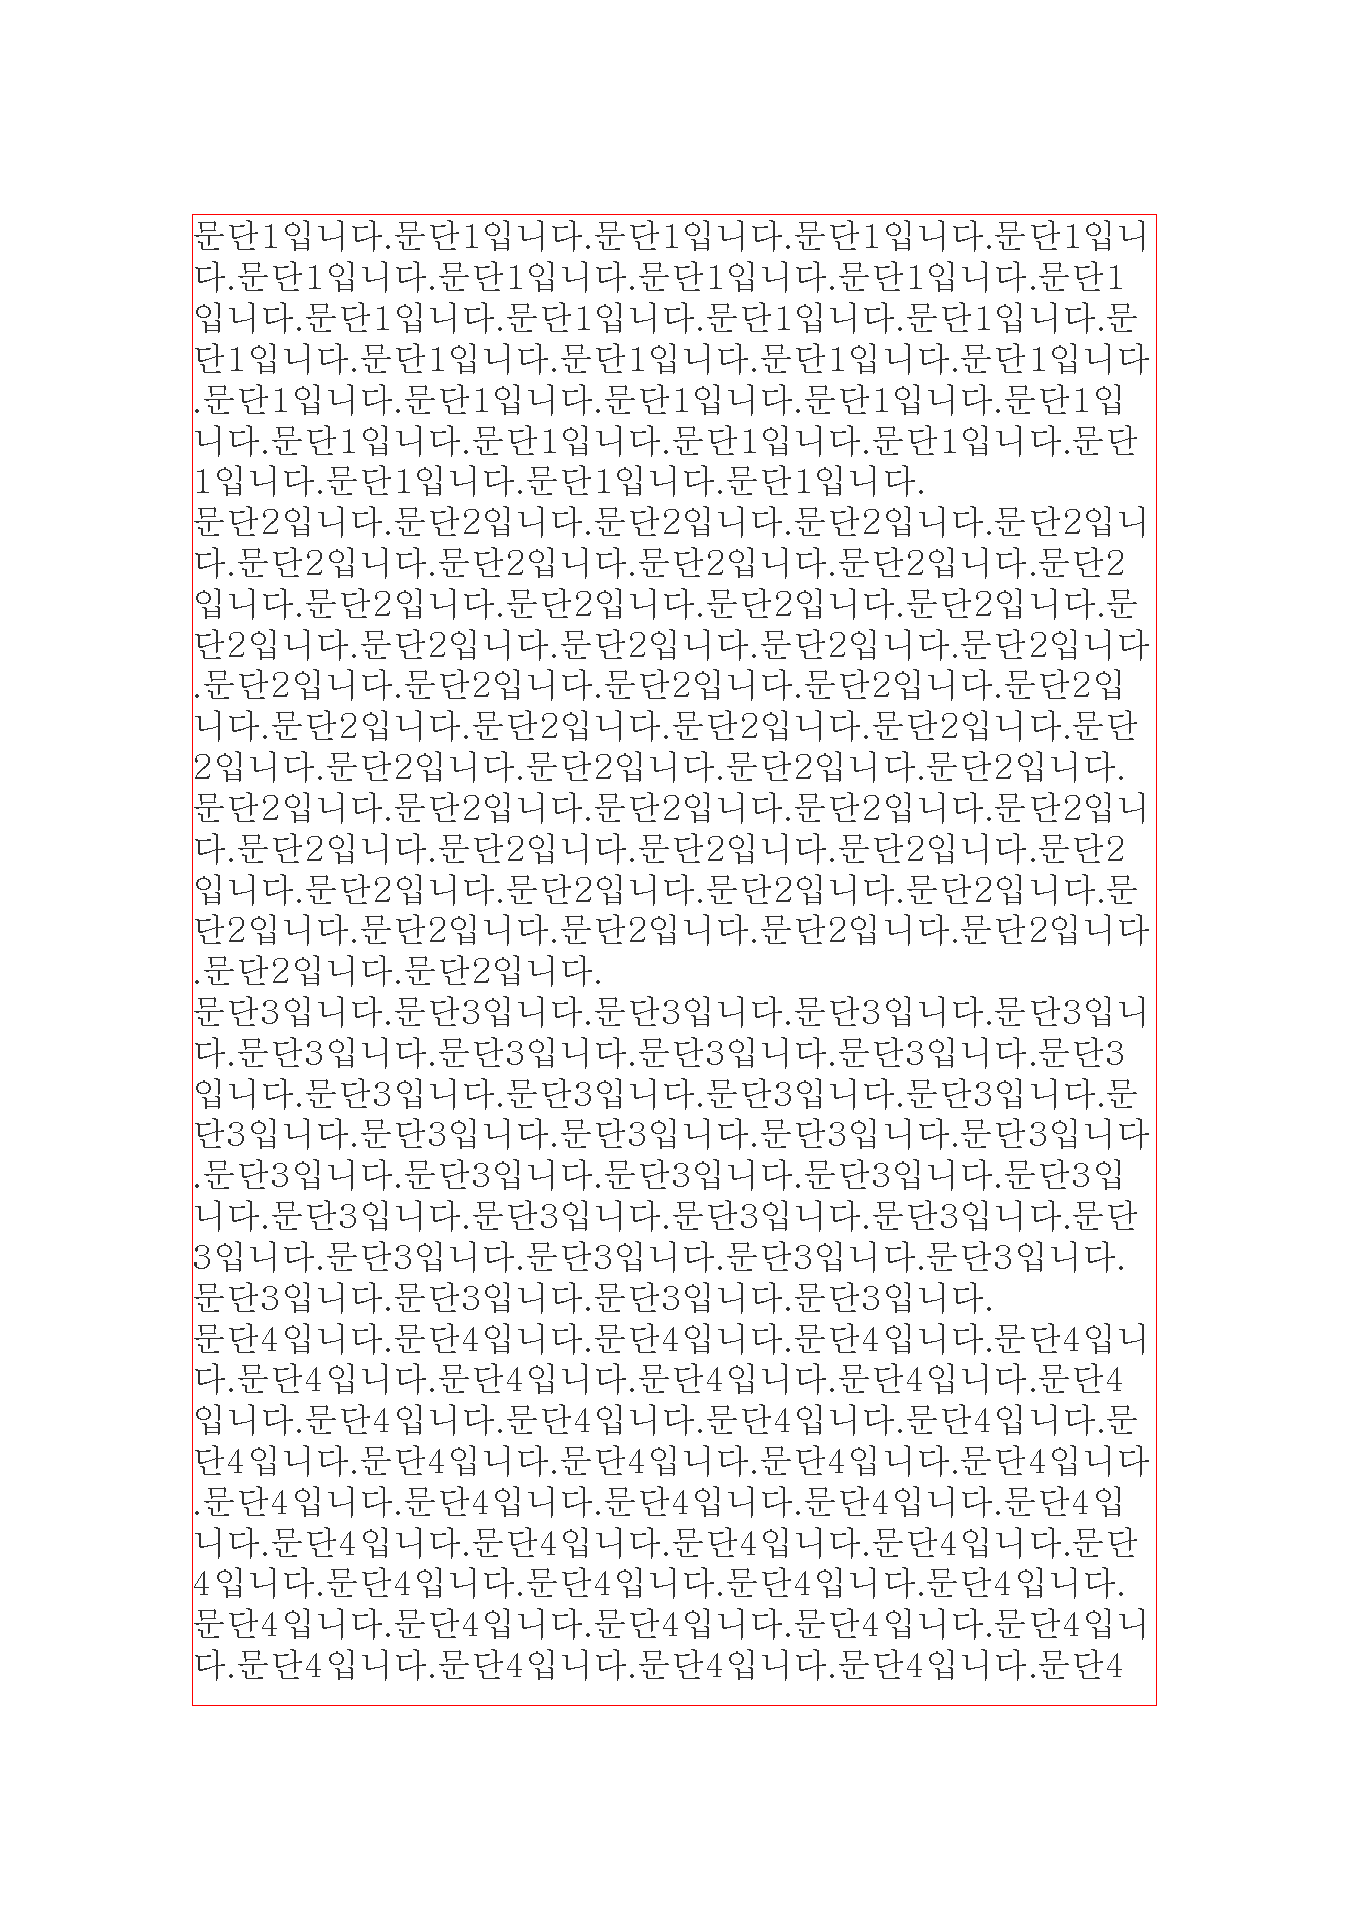 문단1입니다.문단1입니다.문단1입니다.문단1입니다.문단1입니
다.문단1입니다.문단1입니다.문단1입니다.문단1입니다.문단1
입니다.문단1입니다.문단1입니다.문단1입니다.문단1입니다.문
단1입니다.문단1입니다.문단1입니다.문단1입니다.문단1입니다
.문단1입니다.문단1입니다.문단1입니다.문단1입니다.문단1입
니다.문단1입니다.문단1입니다.문단1입니다.문단1입니다.문단
1입니다.문단1입니다.문단1입니다.문단1입니다.
문단2입니다.문단2입니다.문단2입니다.문단2입니다.문단2입니
다.문단2입니다.문단2입니다.문단2입니다.문단2입니다.문단2
입니다.문단2입니다.문단2입니다.문단2입니다.문단2입니다.문
단2입니다.문단2입니다.문단2입니다.문단2입니다.문단2입니다
.문단2입니다.문단2입니다.문단2입니다.문단2입니다.문단2입
니다.문단2입니다.문단2입니다.문단2입니다.문단2입니다.문단
2입니다.문단2입니다.문단2입니다.문단2입니다.문단2입니다.
문단2입니다.문단2입니다.문단2입니다.문단2입니다.문단2입니
다.문단2입니다.문단2입니다.문단2입니다.문단2입니다.문단2
입니다.문단2입니다.문단2입니다.문단2입니다.문단2입니다.문
단2입니다.문단2입니다.문단2입니다.문단2입니다.문단2입니다
.문단2입니다.문단2입니다.
문단3입니다.문단3입니다.문단3입니다.문단3입니다.문단3입니
다.문단3입니다.문단3입니다.문단3입니다.문단3입니다.문단3
입니다.문단3입니다.문단3입니다.문단3입니다.문단3입니다.문
단3입니다.문단3입니다.문단3입니다.문단3입니다.문단3입니다
.문단3입니다.문단3입니다.문단3입니다.문단3입니다.문단3입
니다.문단3입니다.문단3입니다.문단3입니다.문단3입니다.문단
3입니다.문단3입니다.문단3입니다.문단3입니다.문단3입니다.
문단3입니다.문단3입니다.문단3입니다.문단3입니다.
문단4입니다.문단4입니다.문단4입니다.문단4입니다.문단4입니
다.문단4입니다.문단4입니다.문단4입니다.문단4입니다.문단4
입니다.문단4입니다.문단4입니다.문단4입니다.문단4입니다.문
단4입니다.문단4입니다.문단4입니다.문단4입니다.문단4입니다
.문단4입니다.문단4입니다.문단4입니다.문단4입니다.문단4입
니다.문단4입니다.문단4입니다.문단4입니다.문단4입니다.문단
4입니다.문단4입니다.문단4입니다.문단4입니다.문단4입니다.
문단4입니다.문단4입니다.문단4입니다.문단4입니다.문단4입니
다.문단4입니다.문단4입니다.문단4입니다.문단4입니다.문단4